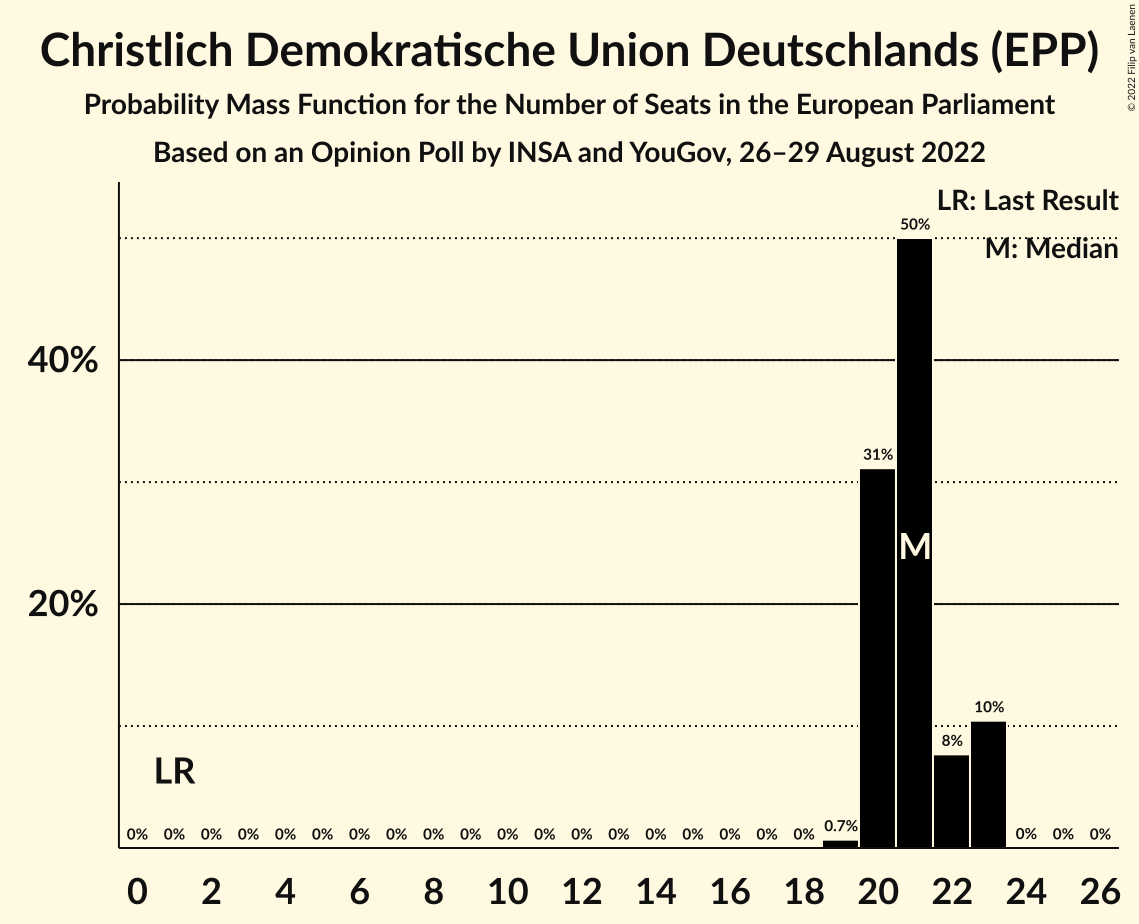 Christlich Demokratische Union Deutschlands (EPP)
Probability Mass Function for the Number of Seats in the European Parliament
Based on an Opinion Poll by INSA and YouGov, 26–29 August 2022
© 2022 Filip van Laenen
LR: Last Result
M: Median
50%
40%
31%
M
20%
10%
8%
LR
0% 0% 0% 0% 0% 0% 0% 0% 0% 0% 0% 0% 0% 0% 0% 0% 0% 0% 0% 0.7% 0% 0% 0%
0 2 4 6 8 10 12 14 16 18 20 22 24 26